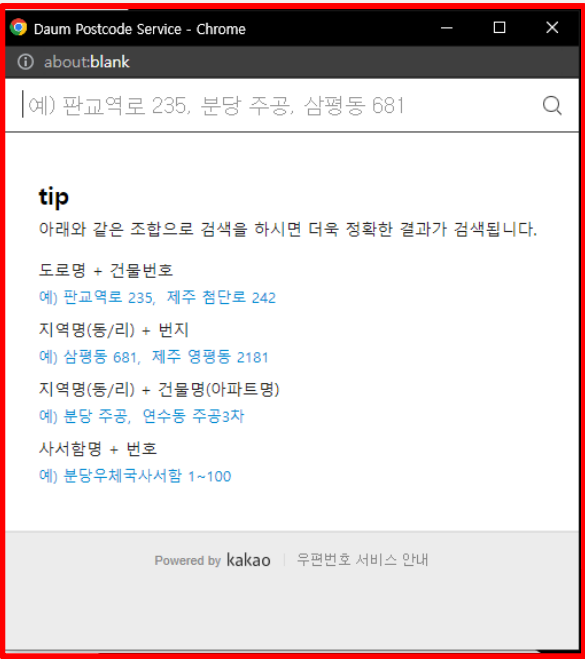 Daum Postcode Service - Chrome
about:blank
예) 판교역로 235, 분당 주공, 삼평동 681
tip
아래와 같은 조합으로 검색을 하시면 더욱 정확한 결과가 검색됩니다.
도로명 + 건물번호
예) 판교역로 235, 제주 첨단로 242
지역명(동/리) + 번지
예) 삼평동 681, 제주 영평동 2181
지역명(동/리) + 건물명(아파트명)
예) 분당 주공, 연수동 주공3차
사서함명 + 번호
예) 분당우체국사서함 1~100
Powered by kakao | 우편번호 서비스 안내